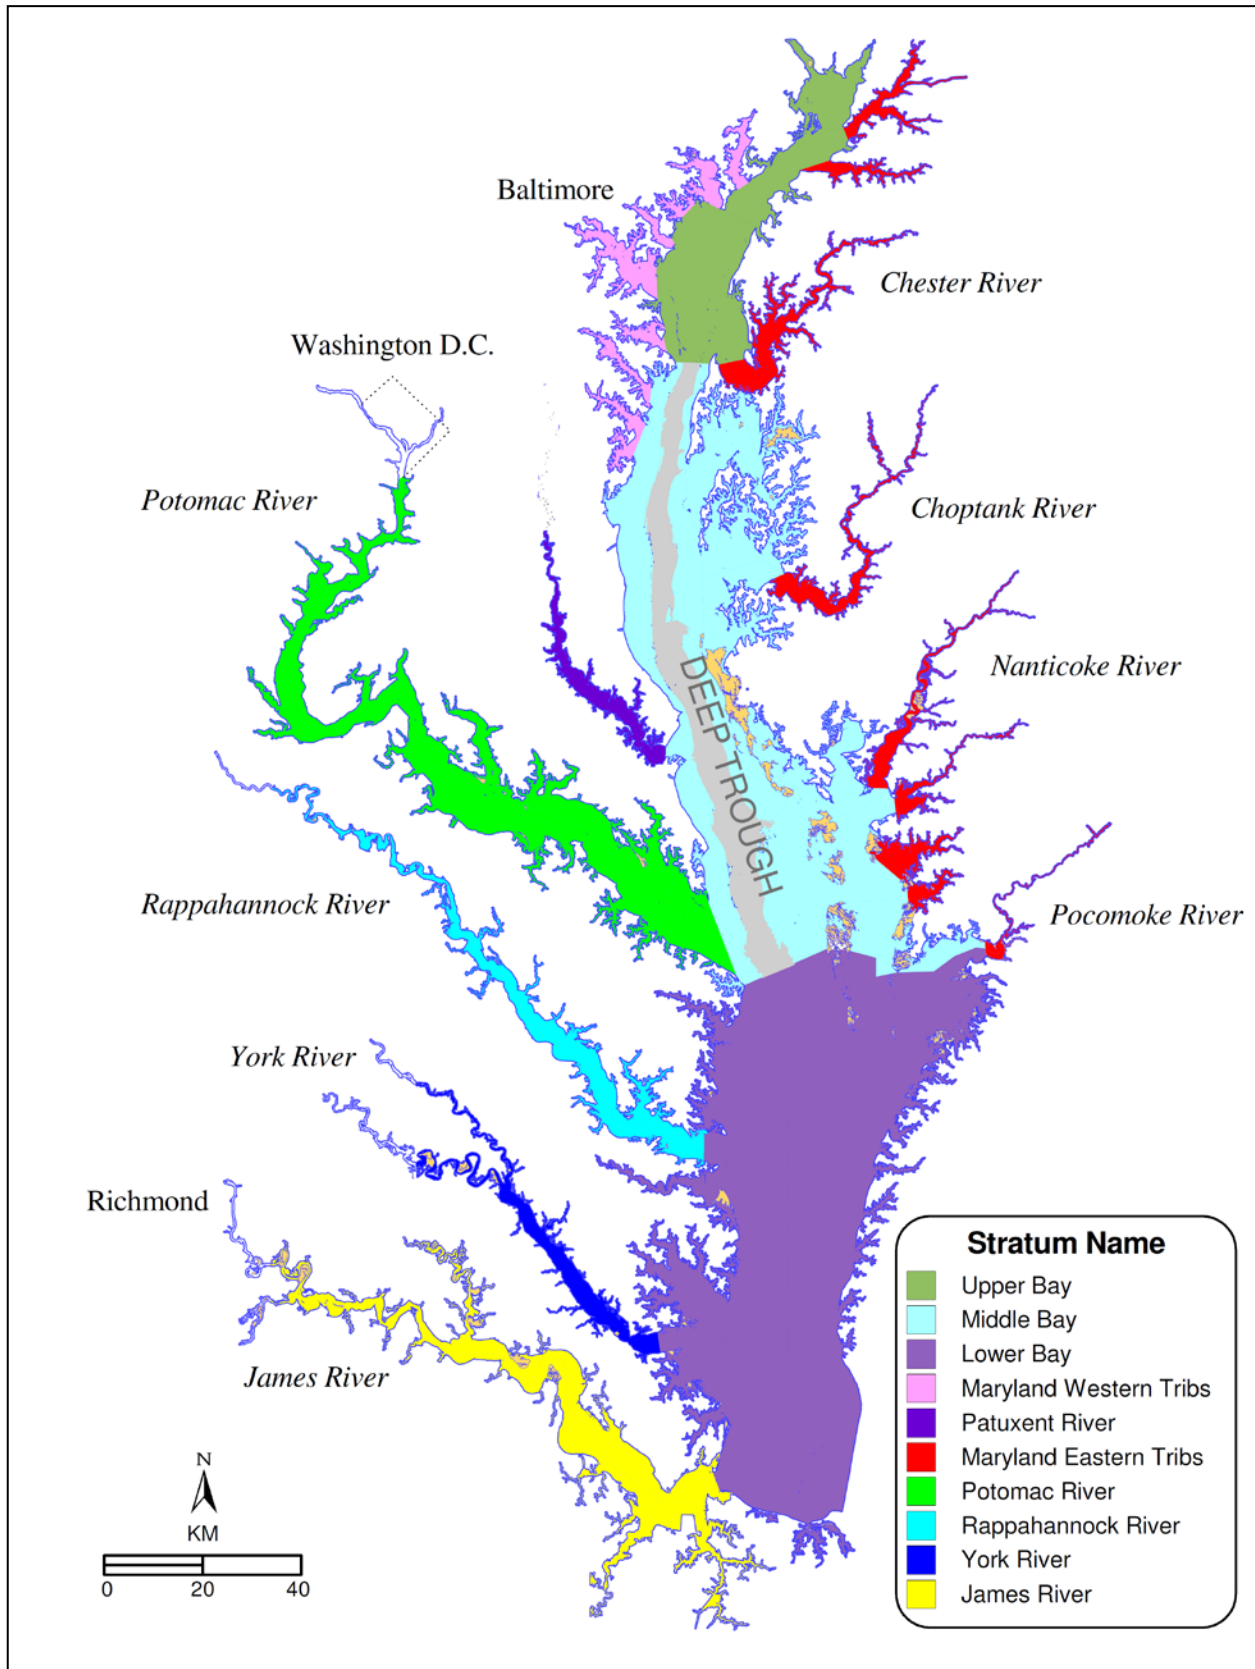 Baltimore
Chester River
Washington D.C.
Potomac River
Choptank River
Nanticoke River
DEEP TROUGH
Rappahannock River
Pocomoke River
York River
Richmond
James River
Stratum Name
Upper Bay
Middle Bay
Lower Bay
Maryland Western Tribs
Patuxent River
Maryland Eastern Tribs
Potomac River
Rappahannock River
York River
James River
N
KM
0 20 40